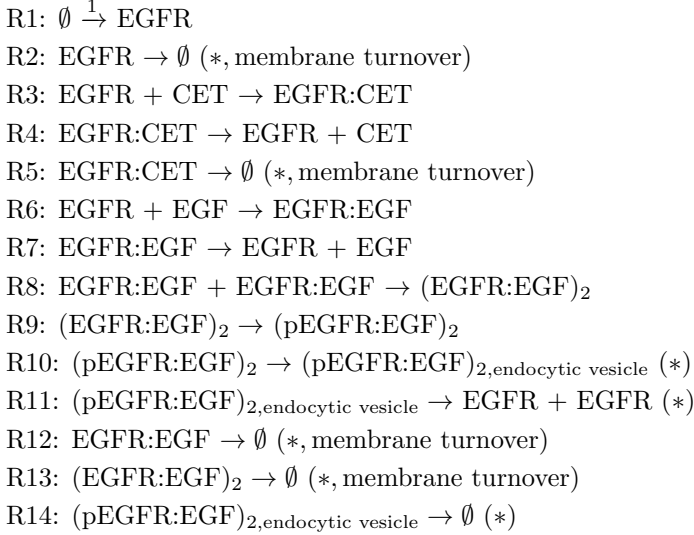 R1: ∅ →¹ EGFR
R2: EGFR → ∅ (∗, membrane turnover)
R3: EGFR + CET → EGFR:CET
R4: EGFR:CET → EGFR + CET
R5: EGFR:CET → ∅ (∗, membrane turnover)
R6: EGFR + EGF → EGFR:EGF
R7: EGFR:EGF → EGFR + EGF
R8: EGFR:EGF + EGFR:EGF → (EGFR:EGF)₂
R9: (EGFR:EGF)₂ → (pEGFR:EGF)₂
R10: (pEGFR:EGF)₂ → (pEGFR:EGF)₂,endocytic vesicle (∗)
R11: (pEGFR:EGF)₂,endocytic vesicle → EGFR + EGFR (∗)
R12: EGFR:EGF → ∅ (∗, membrane turnover)
R13: (EGFR:EGF)₂ → ∅ (∗, membrane turnover)
R14: (pEGFR:EGF)₂,endocytic vesicle → ∅ (∗)